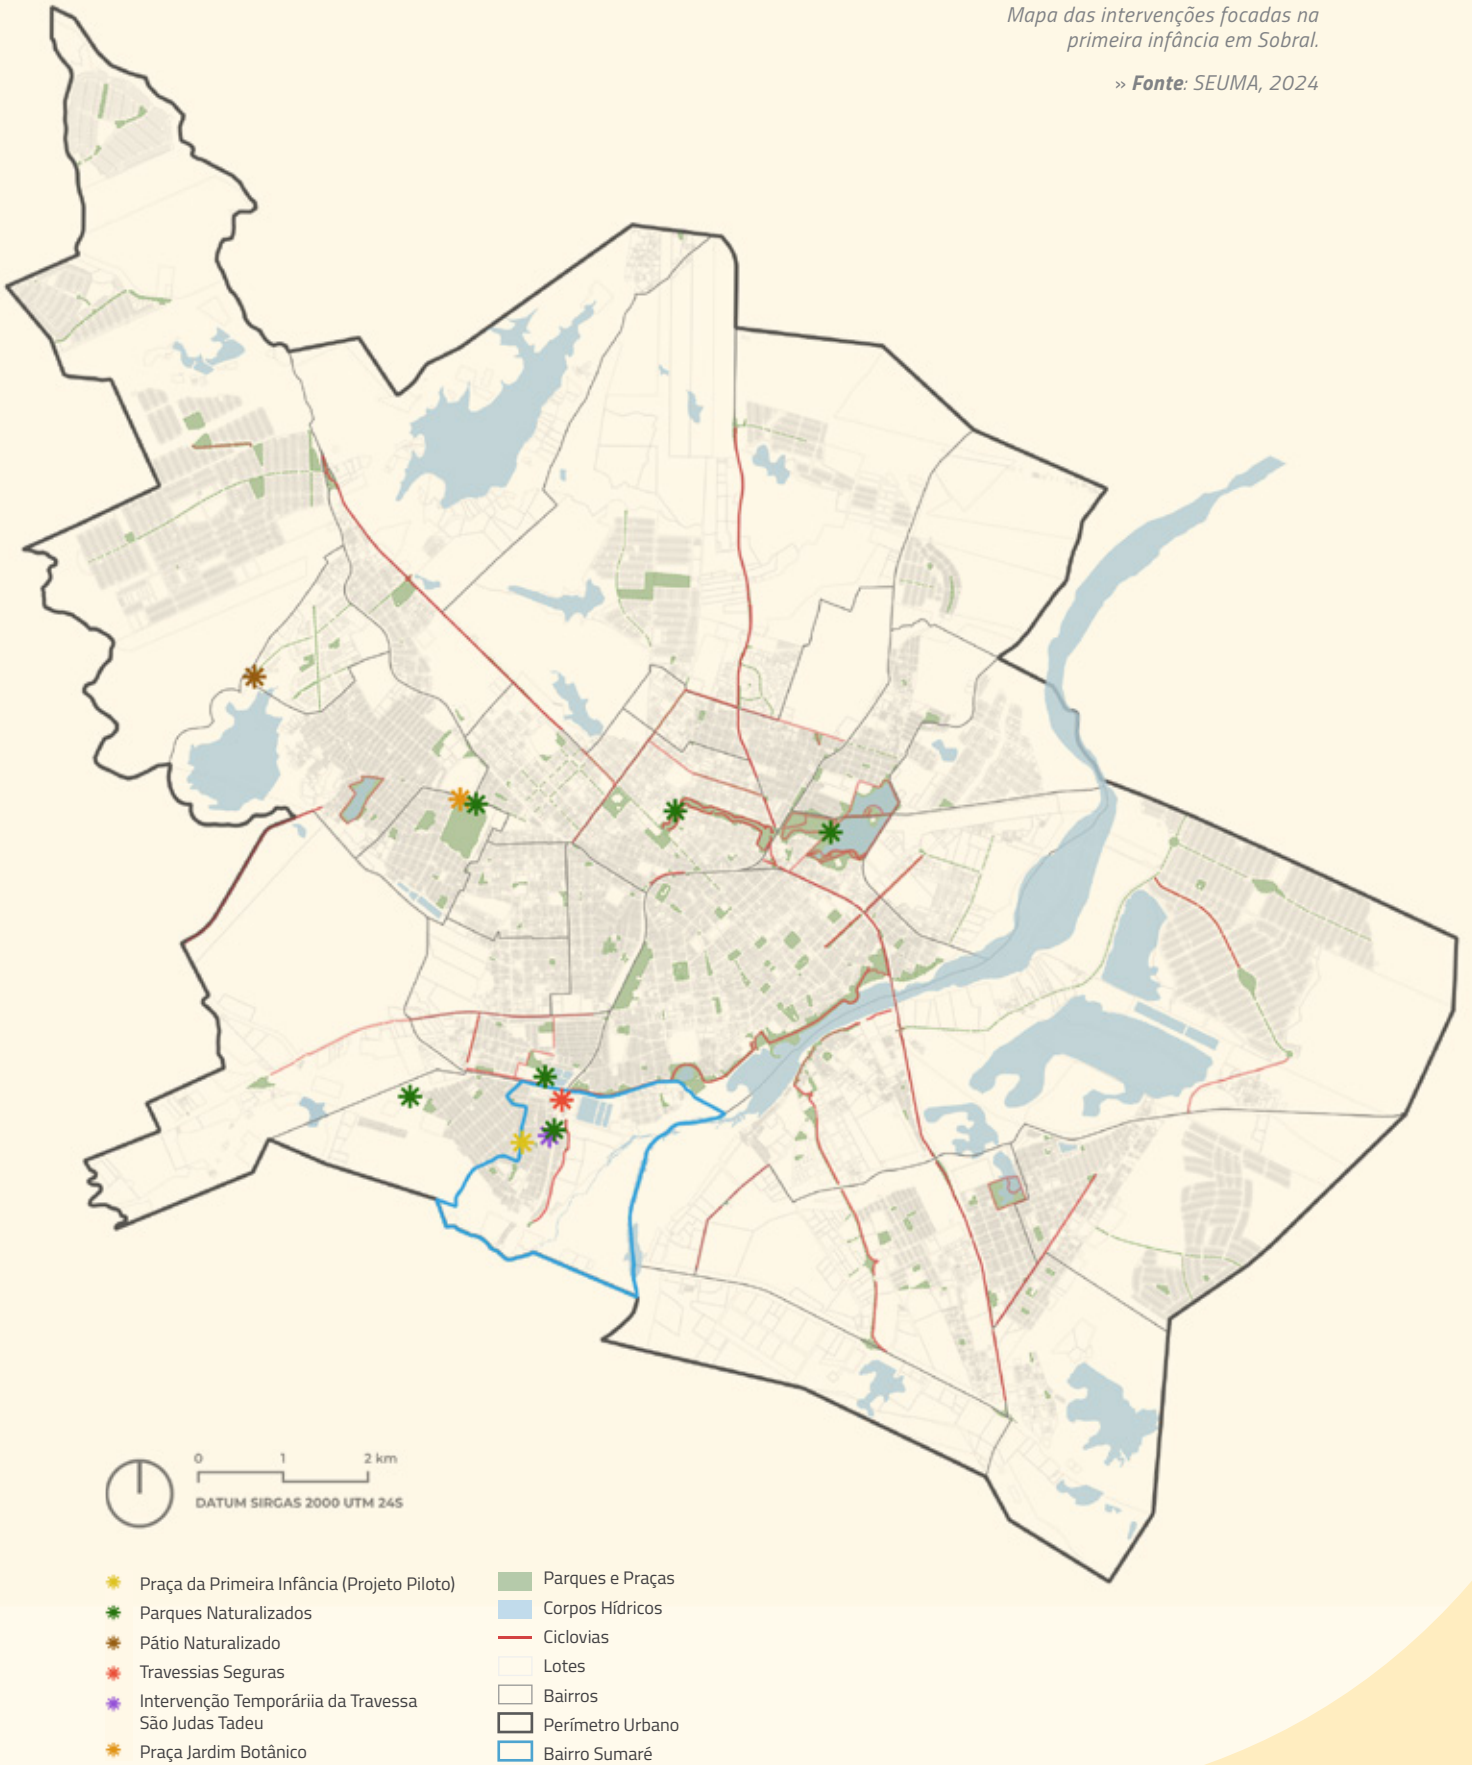 Mapa das intervenções focadas na
primeira infância em Sobral.
» Fonte: SEUMA, 2024
0 1 2 km
DATUM SIRGAS 2000 UTM 24S
Praça da Primeira Infância (Projeto Piloto)
Parques Naturalizados
Pátio Naturalizado
Travessias Seguras
Intervenção Temporáriia da Travessa
São Judas Tadeu
Praça Jardim Botânico
Parques e Praças
Corpos Hídricos
Ciclovias
Lotes
Bairros
Perímetro Urbano
Bairro Sumaré